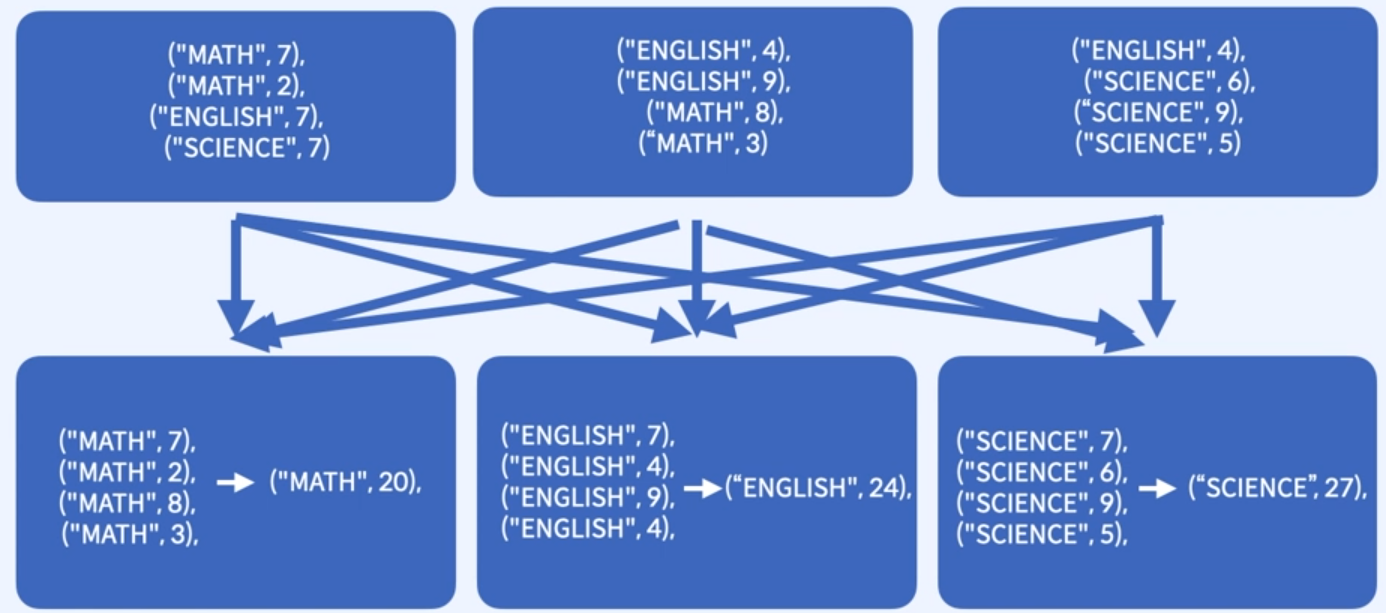 ("MATH", 7),
("MATH", 2),
("ENGLISH", 7),
("SCIENCE", 7)
("ENGLISH", 4),
("ENGLISH", 9),
("MATH", 8),
(“MATH", 3)
("ENGLISH", 4),
("SCIENCE", 6),
(“SCIENCE", 9),
("SCIENCE", 5)
("MATH", 7),
("MATH", 2),
("MATH", 8),
("MATH", 3),
("MATH", 20),
("ENGLISH", 7),
("ENGLISH", 4),
("ENGLISH", 9),
("ENGLISH", 4),
(“ENGLISH", 24),
("SCIENCE", 7),
("SCIENCE", 6),
("SCIENCE", 9),
("SCIENCE", 5),
(“SCIENCE”, 27),